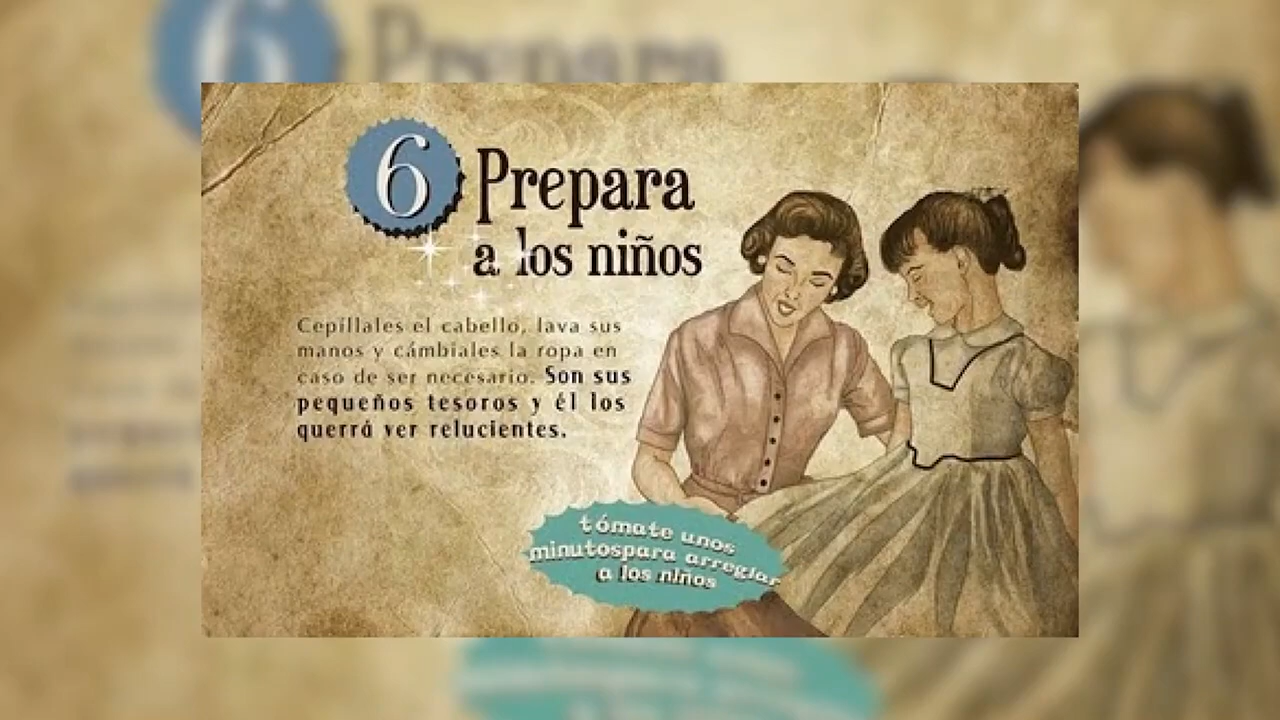 6
Prepara
a los niños
Cepíllales el cabello, lava sus
manos y cámbiales la ropa en
caso de ser necesario. Son sus
pequeños tesoros y él los
querrá ver relucientes.
tómate unos
minutospara arreglar
a los niños